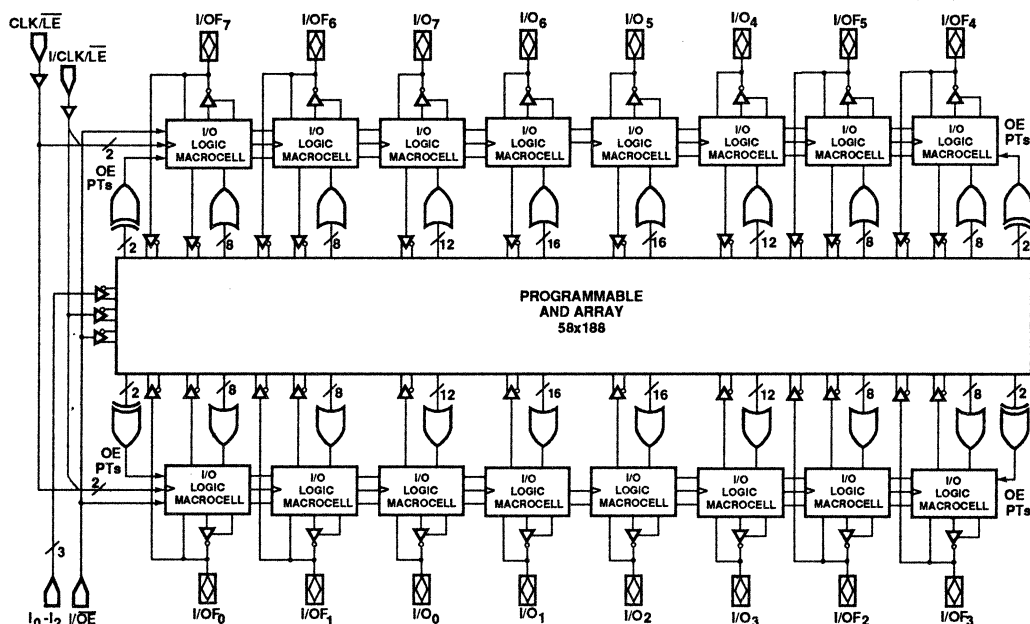 CLK/L̅E̅
I/CLK/L̅E̅
I/OF7 I/OF6 I/O7 I/O6 I/O5 I/O4 I/OF5 I/OF4
I/O LOGIC MACROCELL
I/O LOGIC MACROCELL
I/O LOGIC MACROCELL
I/O LOGIC MACROCELL
I/O LOGIC MACROCELL
I/O LOGIC MACROCELL
I/O LOGIC MACROCELL
I/O LOGIC MACROCELL
2
OE PTs
OE PTs
2 8 8 12 16 16 12 8 8 2
PROGRAMMABLE
AND ARRAY
58x188
2 8 8 12 16 16 12 8 8 2
OE PTs
OE PTs
2
I/O LOGIC MACROCELL
I/O LOGIC MACROCELL
I/O LOGIC MACROCELL
I/O LOGIC MACROCELL
I/O LOGIC MACROCELL
I/O LOGIC MACROCELL
I/O LOGIC MACROCELL
I/O LOGIC MACROCELL
3
I0-I2 I/O̅E̅ I/OF0 I/OF1 I/O0 I/O1 I/O2 I/O3 I/OF2 I/OF3